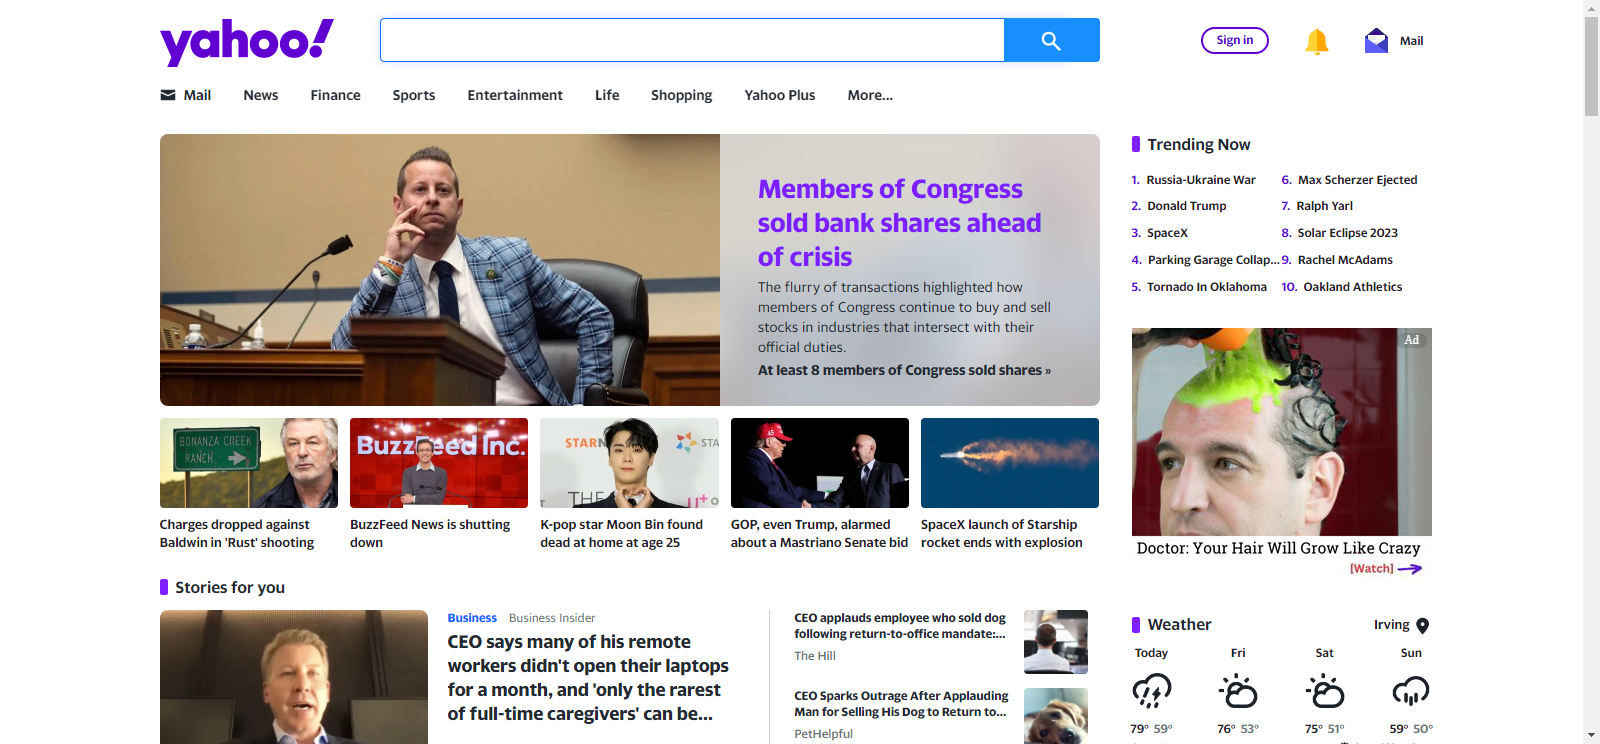 yahoo!
Sign in
Mail
Mail
News
Finance
Sports
Entertainment
Life
Shopping
Yahoo Plus
More...
Members of Congress
sold bank shares ahead
of crisis
The flurry of transactions highlighted how
members of Congress continue to buy and sell
stocks in industries that intersect with their
official duties.
At least 8 members of Congress sold shares »
BONANZA CREEK
RANCH
Charges dropped against
Baldwin in 'Rust' shooting
BuzzFeed Inc.
BuzzFeed News is shutting
down
STARN
STA
THE
U+
K-pop star Moon Bin found
dead at home at age 25
45
GOP, even Trump, alarmed
about a Mastriano Senate bid
SpaceX launch of Starship
rocket ends with explosion
Stories for you
Business Business Insider
CEO says many of his remote
workers didn't open their laptops
for a month, and 'only the rarest
of full-time caregivers' can be...
CEO applauds employee who sold dog
following return-to-office mandate:...
The Hill
CEO Sparks Outrage After Applauding
Man for Selling His Dog to Return to...
PetHelpful
Trending Now
1. Russia-Ukraine War
2. Donald Trump
3. SpaceX
4. Parking Garage Collap...
5. Tornado In Oklahoma
6. Max Scherzer Ejected
7. Ralph Yarl
8. Solar Eclipse 2023
9. Rachel McAdams
10. Oakland Athletics
Ad
Doctor: Your Hair Will Grow Like Crazy
[Watch]
Weather
Irving
Today Fri Sat Sun
79° 59° 76° 53° 75° 51° 59° 50°